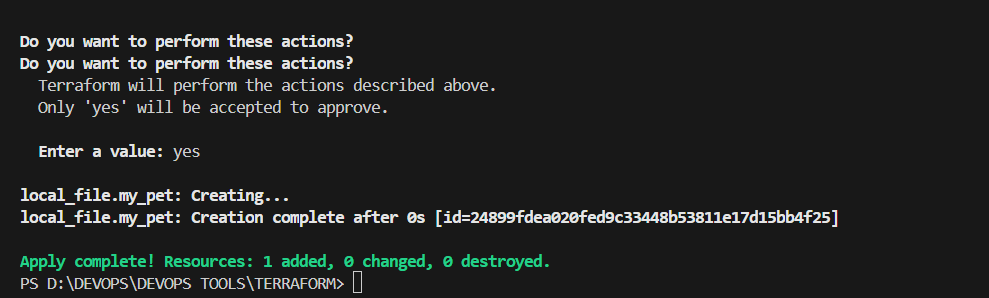 Do you want to perform these actions?
Do you want to perform these actions?
Terraform will perform the actions described above.
Only 'yes' will be accepted to approve.
Enter a value: yes
local_file.my_pet: Creating...
local_file.my_pet: Creation complete after 0s [id=24899fdea020fed9c33448b53811e17d15bb4f25]
Apply complete! Resources: 1 added, 0 changed, 0 destroyed.
PS D:\DEVOPS\DEVOPS TOOLS\TERRAFORM>